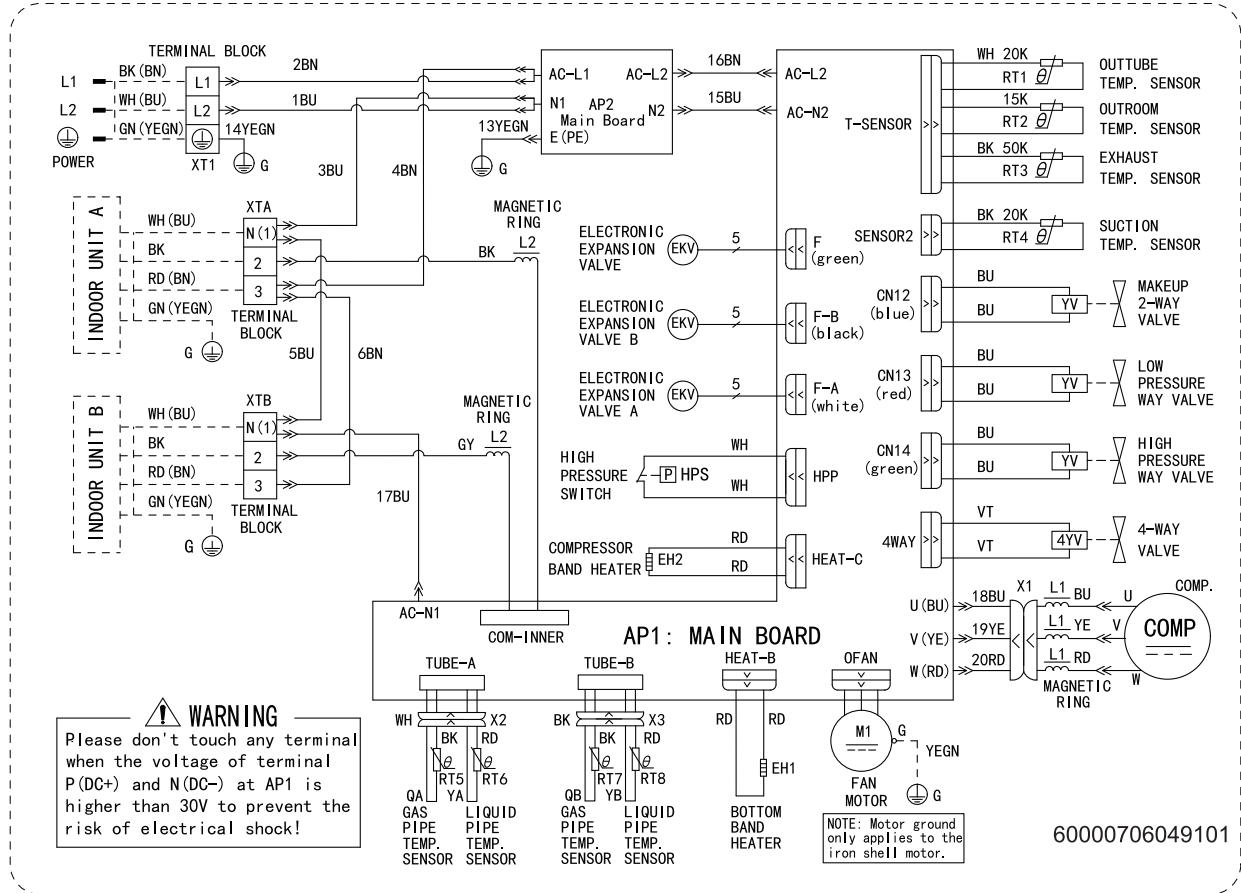 TERMINAL BLOCK
L1
BK(BN)
L1
2BN
L2
WH(BU)
L2
1BU
GN(YEGN)
14YEGN
POWER
XT1
G
3BU
4BN
13YEGN
G
AC-L1
AC-L2
N1
AP2
N2
Main Board
E(PE)
16BN
15BU
AC-L2
AC-N2
T-SENSOR
WH 20K
RT1 θ
OUTTUBE
TEMP. SENSOR
15K
RT2 θ
OUTROOM
TEMP. SENSOR
BK 50K
RT3 θ
EXHAUST
TEMP. SENSOR
SENSOR2
BK 20K
RT4 θ
SUCTION
TEMP. SENSOR
CN12
(blue)
BU
BU
YV
MAKEUP
2-WAY
VALVE
CN13
(red)
BU
BU
YV
LOW
PRESSURE
WAY VALVE
CN14
(green)
BU
BU
YV
HIGH
PRESSURE
WAY VALVE
4WAY
VT
VT
4YV
4-WAY
VALVE
INDOOR UNIT A
WH(BU)
BK
RD(BN)
GN(YEGN)
G
XTA
N(1)
2
3
TERMINAL
BLOCK
5BU
6BN
BK
MAGNETIC
RING
L2
INDOOR UNIT B
WH(BU)
BK
RD(BN)
GN(YEGN)
G
XTB
N(1)
2
3
TERMINAL
BLOCK
17BU
GY
MAGNETIC
RING
L2
ELECTRONIC
EXPANSION
VALVE
EKV
5
F
(green)
ELECTRONIC
EXPANSION
VALVE B
EKV
5
F-B
(black)
ELECTRONIC
EXPANSION
VALVE A
EKV
5
F-A
(white)
HIGH
PRESSURE
SWITCH
P
HPS
WH
WH
HPP
COMPRESSOR
BAND HEATER
EH2
RD
RD
HEAT-C
AC-N1
COM-INNER
AP1: MAIN BOARD
U(BU)
18BU
V(YE)
19YE
W(RD)
20RD
X1
L1
BU
U
L1
YE
V
L1
RD
W
MAGNETIC
RING
COMP.
COMP
TUBE-A
WH
X2
BK
RD
θ
RT5
θ
RT6
QA
YA
GAS
PIPE
TEMP.
SENSOR
LIQUID
PIPE
TEMP.
SENSOR
TUBE-B
BK
X3
BK
RD
θ
RT7
θ
RT8
QB
YB
GAS
PIPE
TEMP.
SENSOR
LIQUID
PIPE
TEMP.
SENSOR
HEAT-B
RD
RD
EH1
BOTTOM
BAND
HEATER
OFAN
M1
G
YEGN
G
FAN
MOTOR
NOTE: Motor ground
only applies to the
iron shell motor.
WARNING
Please don't touch any terminal
when the voltage of terminal
P(DC+) and N(DC-) at AP1 is
higher than 30V to prevent the
risk of electrical shock!
60000706049101